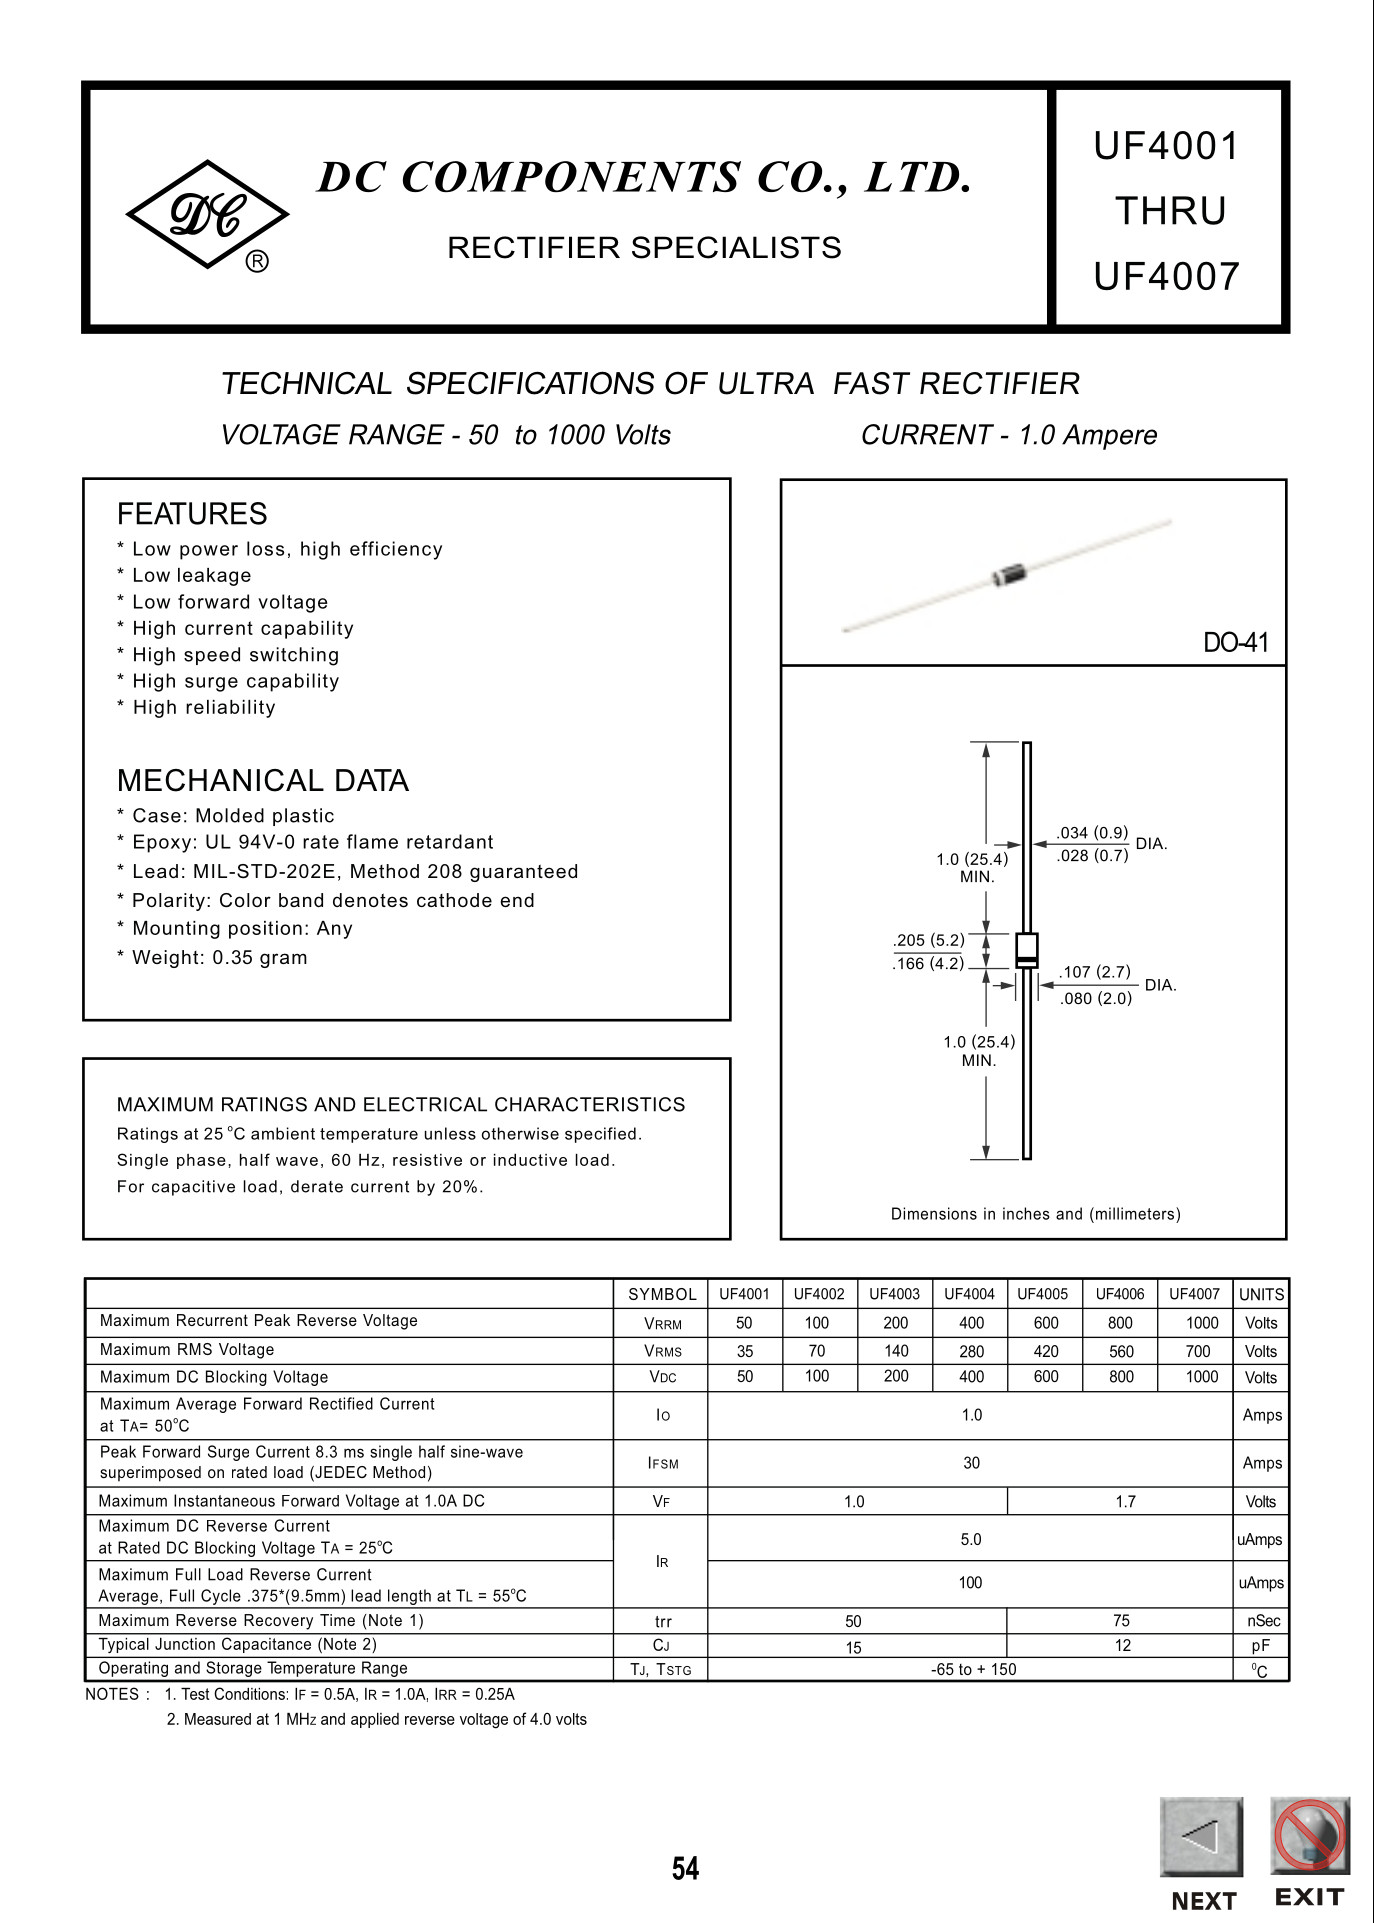 DC COMPONENTS CO., LTD.
RECTIFIER SPECIALISTS
DC
®
UF4001
THRU
UF4007
TECHNICAL SPECIFICATIONS OF ULTRA FAST RECTIFIER
VOLTAGE RANGE - 50 to 1000 Volts CURRENT - 1.0 Ampere
FEATURES
* Low power loss, high efficiency
* Low leakage
* Low forward voltage
* High current capability
* High speed switching
* High surge capability
* High reliability
MECHANICAL DATA
* Case: Molded plastic
* Epoxy: UL 94V-0 rate flame retardant
* Lead: MIL-STD-202E, Method 208 guaranteed
* Polarity: Color band denotes cathode end
* Mounting position: Any
* Weight: 0.35 gram
MAXIMUM RATINGS AND ELECTRICAL CHARACTERISTICS
Ratings at 25 °C ambient temperature unless otherwise specified.
Single phase, half wave, 60 Hz, resistive or inductive load.
For capacitive load, derate current by 20%.
DO-41
.034 (0.9)
.028 (0.7)
DIA.
1.0 (25.4)
MIN.
.205 (5.2)
.166 (4.2)
.107 (2.7)
.080 (2.0)
DIA.
1.0 (25.4)
MIN.
Dimensions in inches and (millimeters)
SYMBOL UF4001 UF4002 UF4003 UF4004 UF4005 UF4006 UF4007 UNITS
Maximum Recurrent Peak Reverse Voltage VRRM 50 100 200 400 600 800 1000 Volts
Maximum RMS Voltage VRMS 35 70 140 280 420 560 700 Volts
Maximum DC Blocking Voltage VDC 50 100 200 400 600 800 1000 Volts
Maximum Average Forward Rectified Current
at TA= 50°C IO 1.0 Amps
Peak Forward Surge Current 8.3 ms single half sine-wave
superimposed on rated load (JEDEC Method) IFSM 30 Amps
Maximum Instantaneous Forward Voltage at 1.0A DC VF 1.0 1.7 Volts
Maximum DC Reverse Current
at Rated DC Blocking Voltage TA = 25°C 5.0 uAmps
IR
Maximum Full Load Reverse Current
Average, Full Cycle .375*(9.5mm) lead length at TL = 55°C 100 uAmps
Maximum Reverse Recovery Time (Note 1) trr 50 75 nSec
Typical Junction Capacitance (Note 2) CJ 15 12 pF
Operating and Storage Temperature Range TJ, TSTG -65 to + 150 °C
NOTES : 1. Test Conditions: IF = 0.5A, IR = 1.0A, IRR = 0.25A
2. Measured at 1 MHz and applied reverse voltage of 4.0 volts
54
NEXT
EXIT